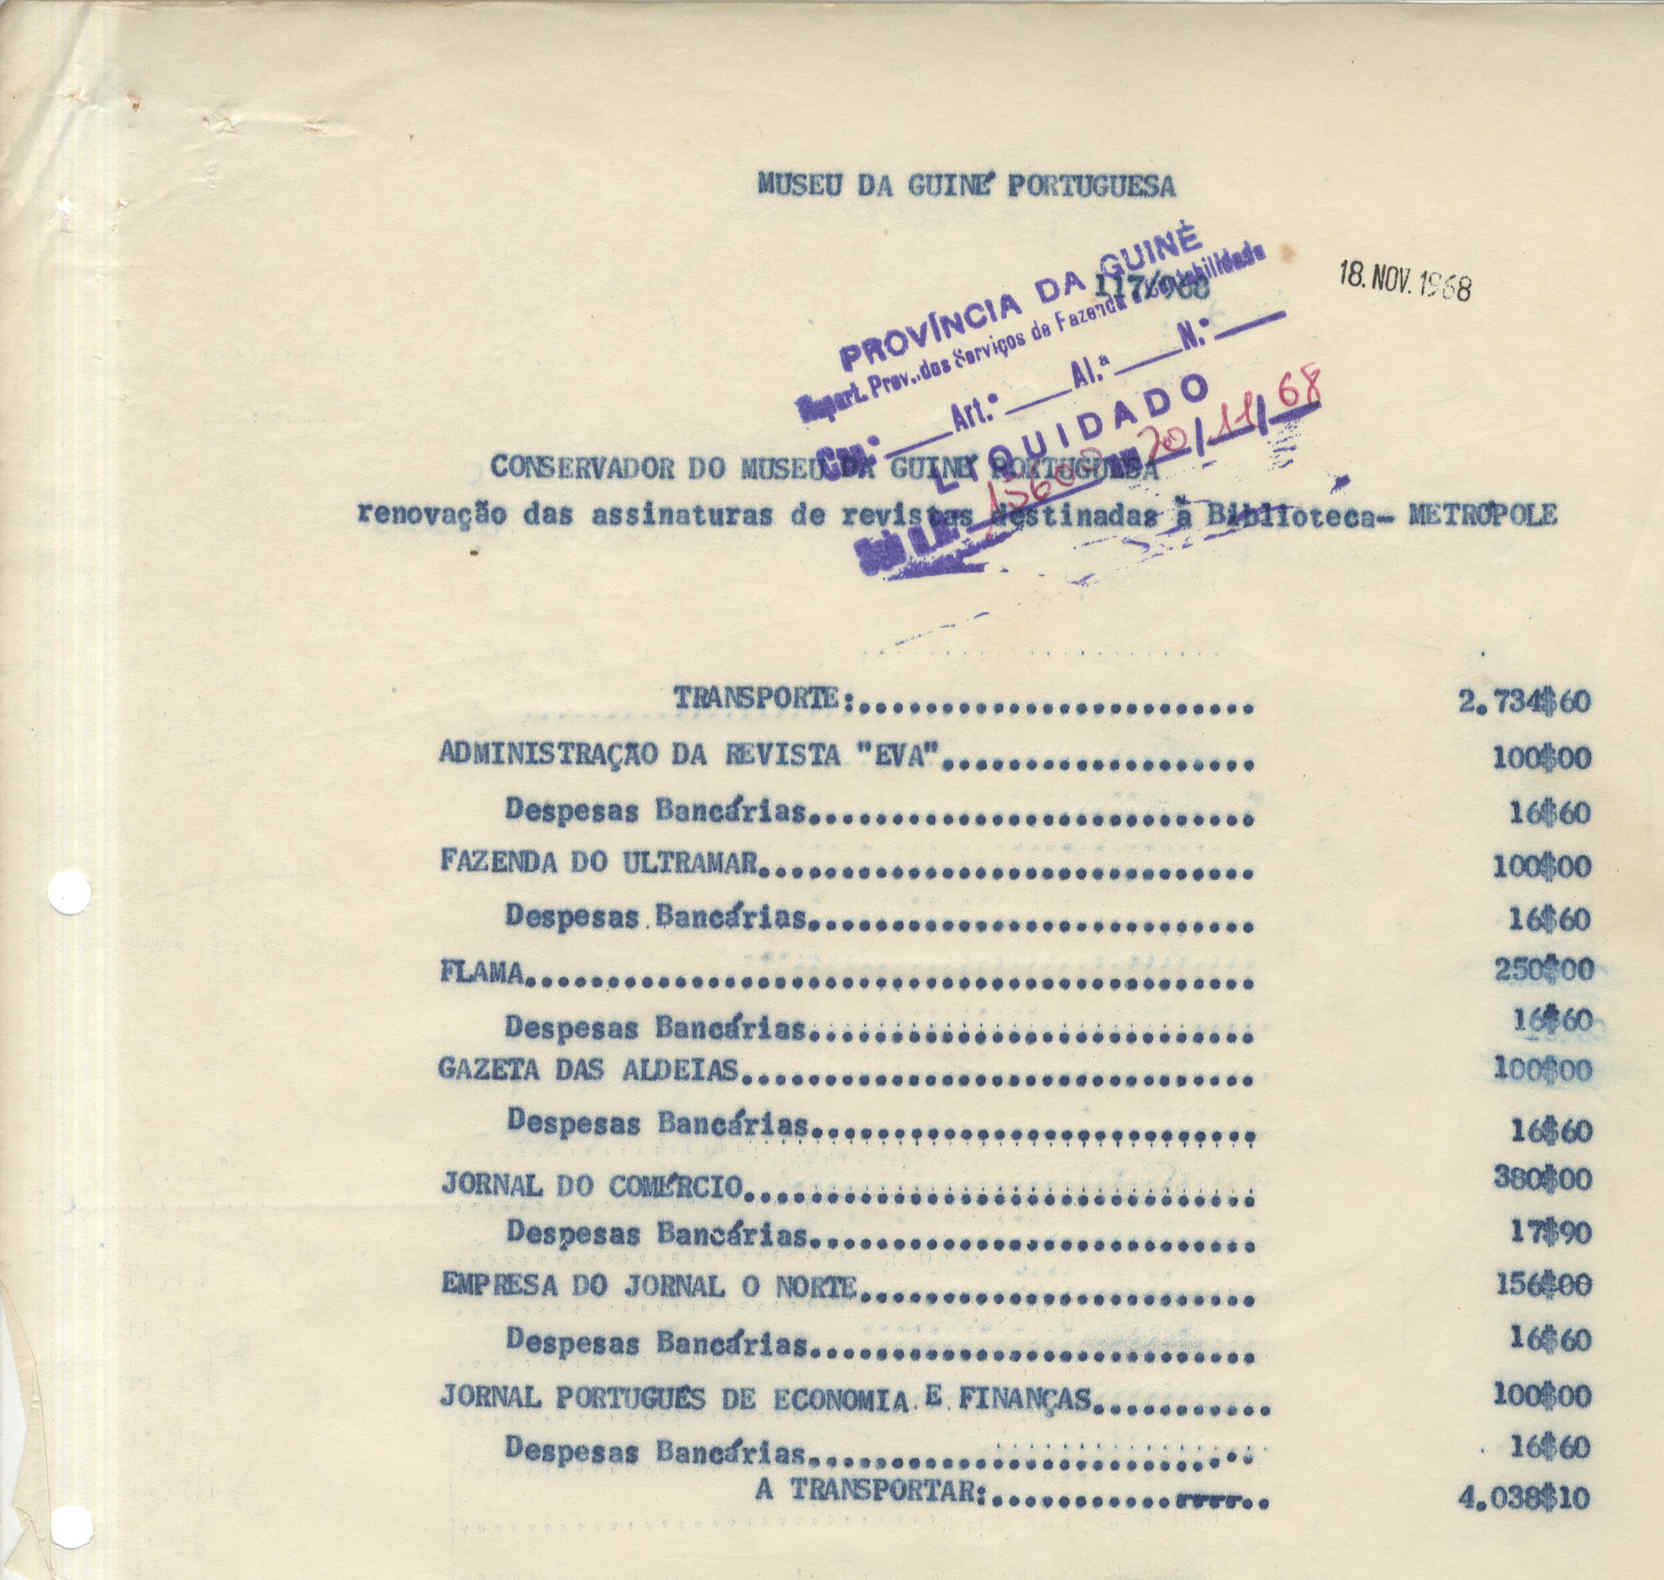 MUSEU DA GUINÉ PORTUGUESA
PROVÍNCIA DA GUINÉ
117/968
18. NOV. 1968
Repart. Prov. dos Serviços de Fazenda e Contabilidade
Cap.º Art.º Al.ª N.º
LIQUIDADO
CONSERVADOR DO MUSEU DA GUINÉ PORTUGUESA
Sob n.º 20/11/68
renovação das assinaturas de revistas destinadas à Biblioteca- METRÓPOLE
TRANSPORTE:........................ 2.734$60
ADMINISTRAÇÃO DA REVISTA "EVA"................... 100$00
Despesas Bancárias........................... 16$60
FAZENDA DO ULTRAMAR.............................. 100$00
Despesas Bancárias........................... 16$60
FLAMA............................................ 250$00
Despesas Bancárias........................... 16$60
GAZETA DAS ALDEIAS............................... 100$00
Despesas Bancárias........................... 16$60
JORNAL DO COMÉRCIO............................... 380$00
Despesas Bancárias........................... 17$90
EMPRESA DO JORNAL O NORTE........................ 156$00
Despesas Bancárias........................... 16$60
JORNAL PORTUGUÊS DE ECONOMIA E FINANÇAS........... 100$00
Despesas Bancárias........................... 16$60
A TRANSPORTAR:................. 4.038$10